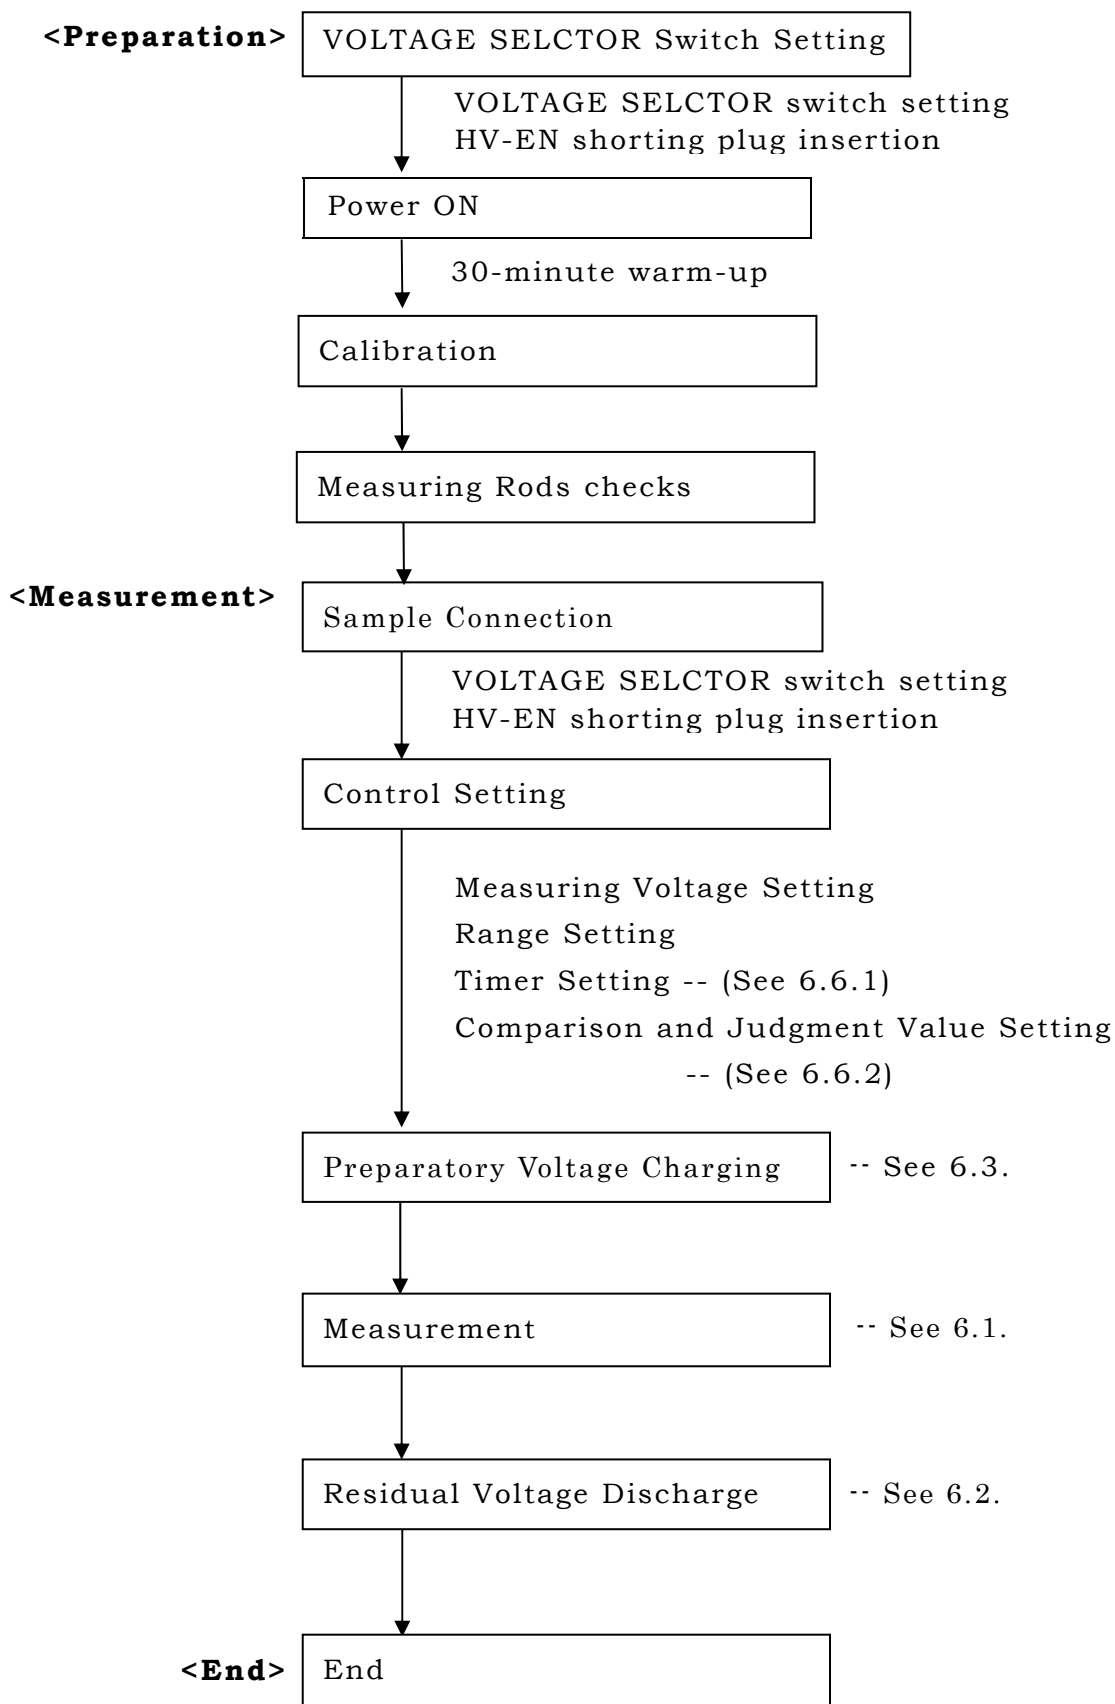 <Preparation> VOLTAGE SELCTOR Switch Setting
VOLTAGE SELCTOR switch setting
HV-EN shorting plug insertion
Power ON
30-minute warm-up
Calibration
Measuring Rods checks
<Measurement> Sample Connection
VOLTAGE SELCTOR switch setting
HV-EN shorting plug insertion
Control Setting
Measuring Voltage Setting
Range Setting
Timer Setting -- (See 6.6.1)
Comparison and Judgment Value Setting
-- (See 6.6.2)
Preparatory Voltage Charging -- See 6.3.
Measurement -- See 6.1.
Residual Voltage Discharge -- See 6.2.
<End> End